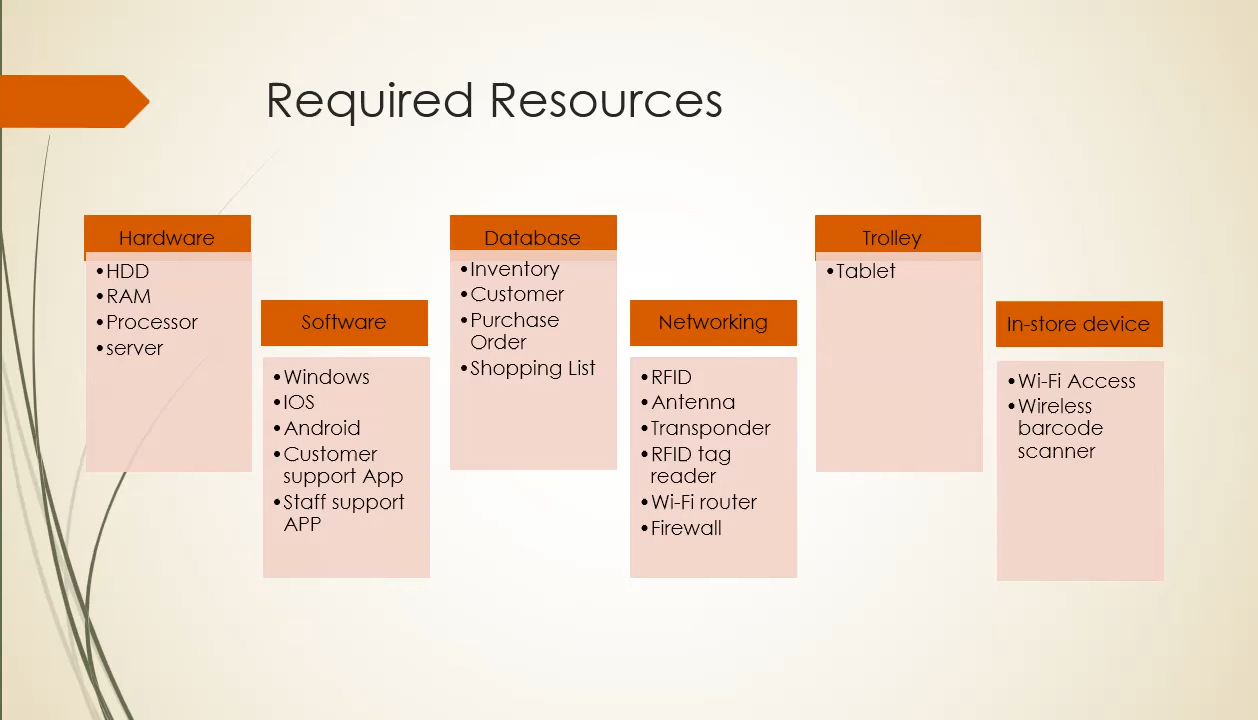 Required Resources
Hardware
•HDD
•RAM
•Processor
•server
Software
•Windows
•IOS
•Android
•Customer
support App
•Staff support
APP
Database
•Inventory
•Customer
•Purchase
Order
•Shopping List
Networking
•RFID
•Antenna
•Transponder
•RFID tag
reader
•Wi-Fi router
•Firewall
Trolley
•Tablet
In-store device
•Wi-Fi Access
•Wireless
barcode
scanner